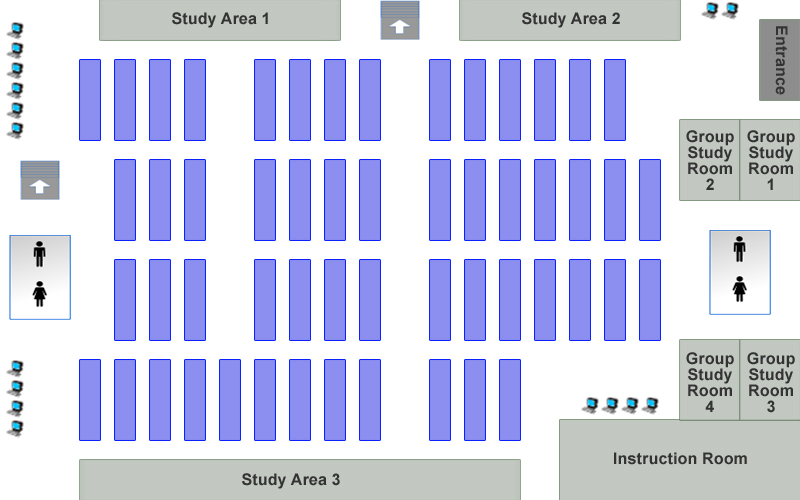 Study Area 1
Study Area 2
Entrance
Group
Study
Room
2
Group
Study
Room
1
Group
Study
Room
4
Group
Study
Room
3
Instruction Room
Study Area 3